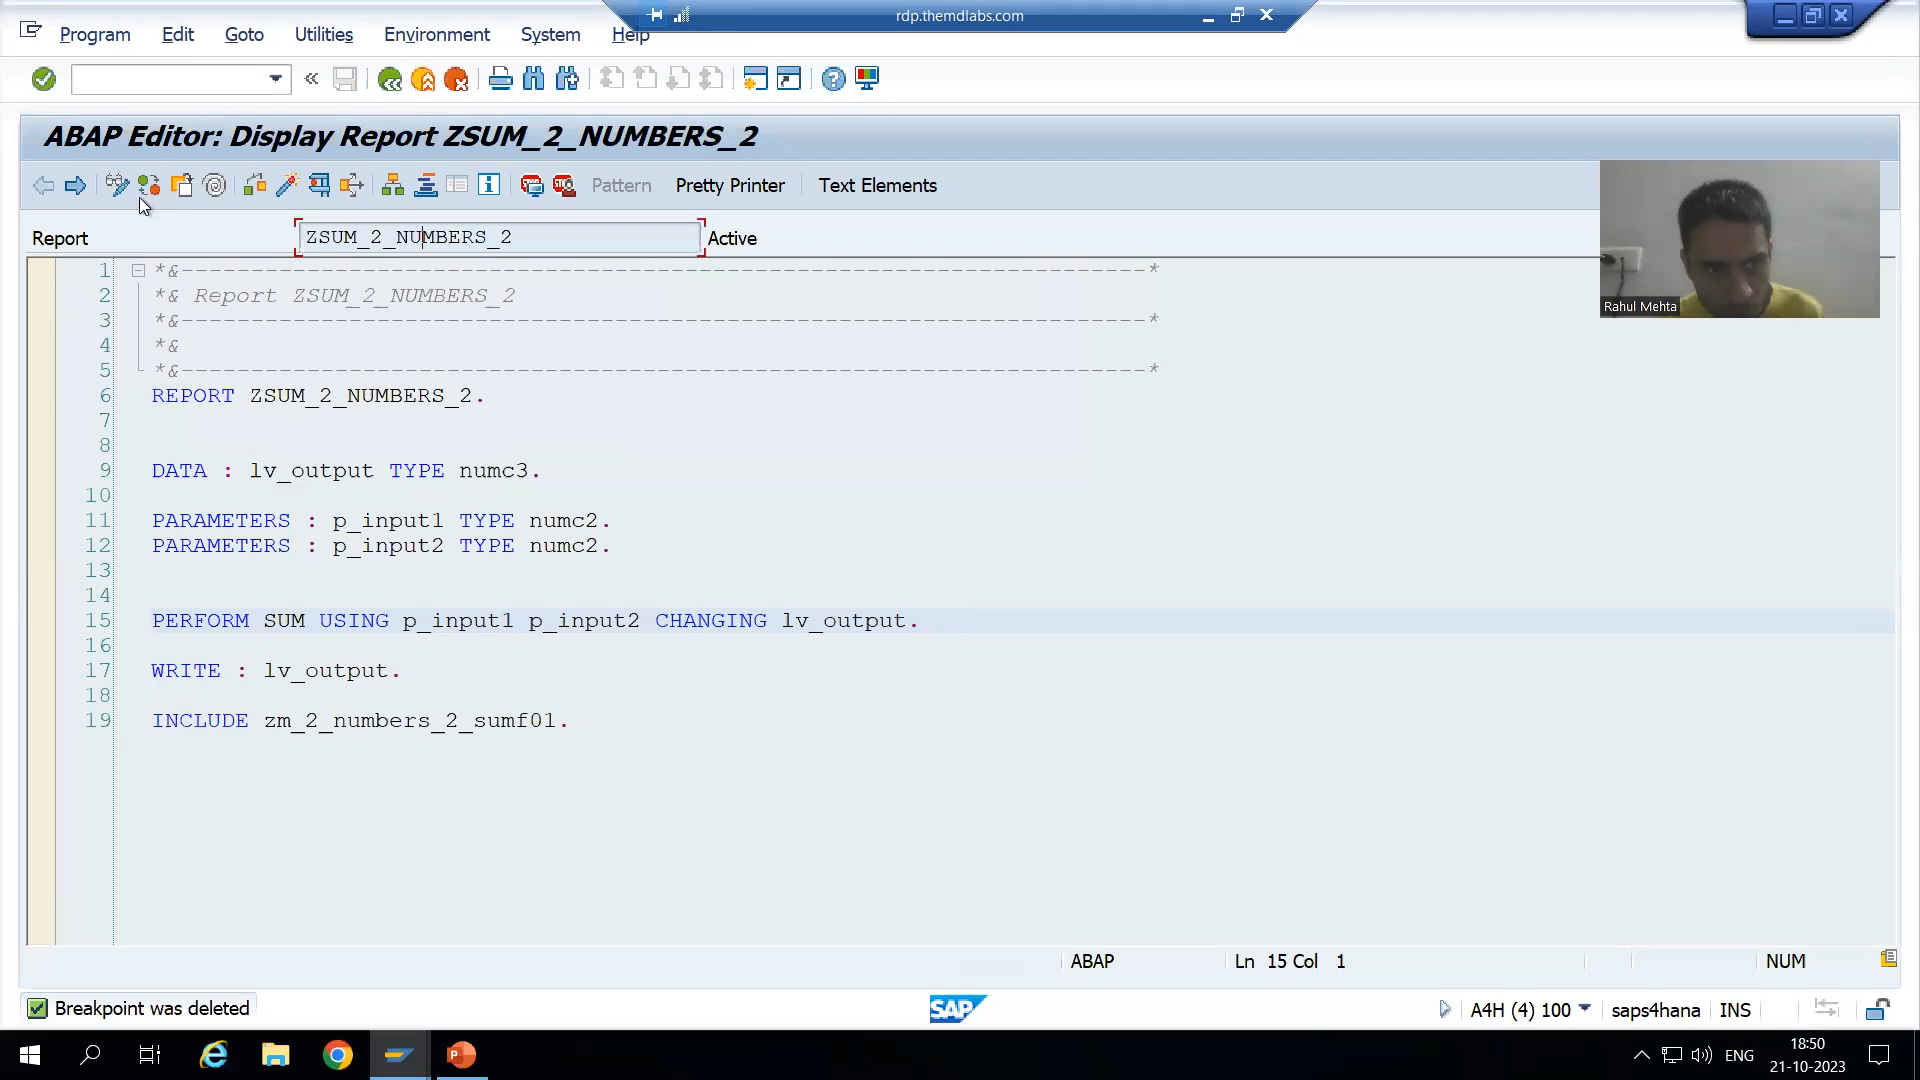 rdp.themdlabs.com
Program Edit Goto Utilities Environment System Help
ABAP Editor: Display Report ZSUM_2_NUMBERS_2
Pattern Pretty Printer Text Elements
Report ZSUM_2_NUMBERS_2 Active
Rahul Mehta
1 *&---------------------------------------------------------------------*
2 *& Report ZSUM_2_NUMBERS_2
3 *&---------------------------------------------------------------------*
4 *&
5 *&---------------------------------------------------------------------*
6 REPORT ZSUM_2_NUMBERS_2.
7
8
9 DATA : lv_output TYPE numc3.
10
11 PARAMETERS : p_input1 TYPE numc2.
12 PARAMETERS : p_input2 TYPE numc2.
13
14
15 PERFORM SUM USING p_input1 p_input2 CHANGING lv_output.
16
17 WRITE : lv_output.
18
19 INCLUDE zm_2_numbers_2_sumf01.
ABAP Ln 15 Col 1 NUM
Breakpoint was deleted
SAP
A4H (4) 100 saps4hana INS
ENG
18:50
21-10-2023